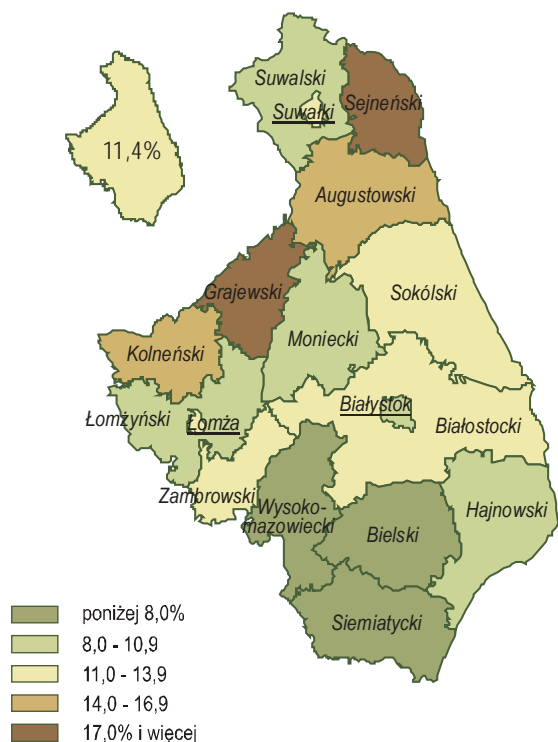 Suwalski
Suwałki
Sejneński
11,4%
Augustowski
Grajewski
Sokólski
Moniecki
Kolneński
Łomżyński
Łomża
Białystok
Białostocki
Zambrowski
Wysoko-
mazowiecki
Hajnowski
Bielski
Siemiatycki
poniżej 8,0%
8,0 - 10,9
11,0 - 13,9
14,0 - 16,9
17,0% i więcej